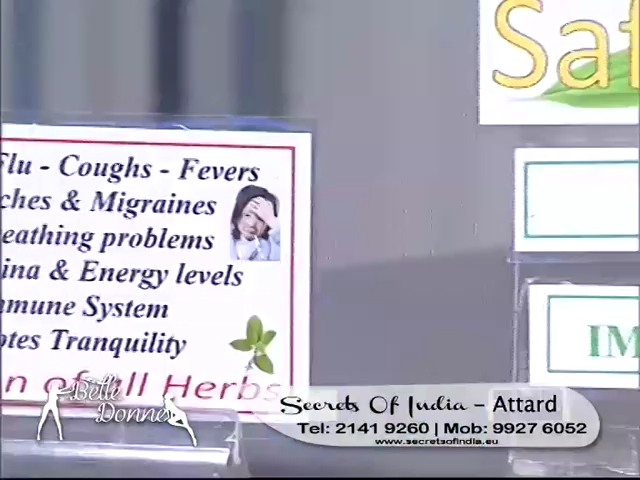 Flu - Coughs - Fevers
ches & Migraines
eathing problems
ina & Energy levels
mmune System
otes Tranquility
n of all Herbs
Saf
IM
Belle
Donne
Secrets Of India - Attard
Tel: 2141 9260 | Mob: 9927 6052
www.secretsofindia.eu